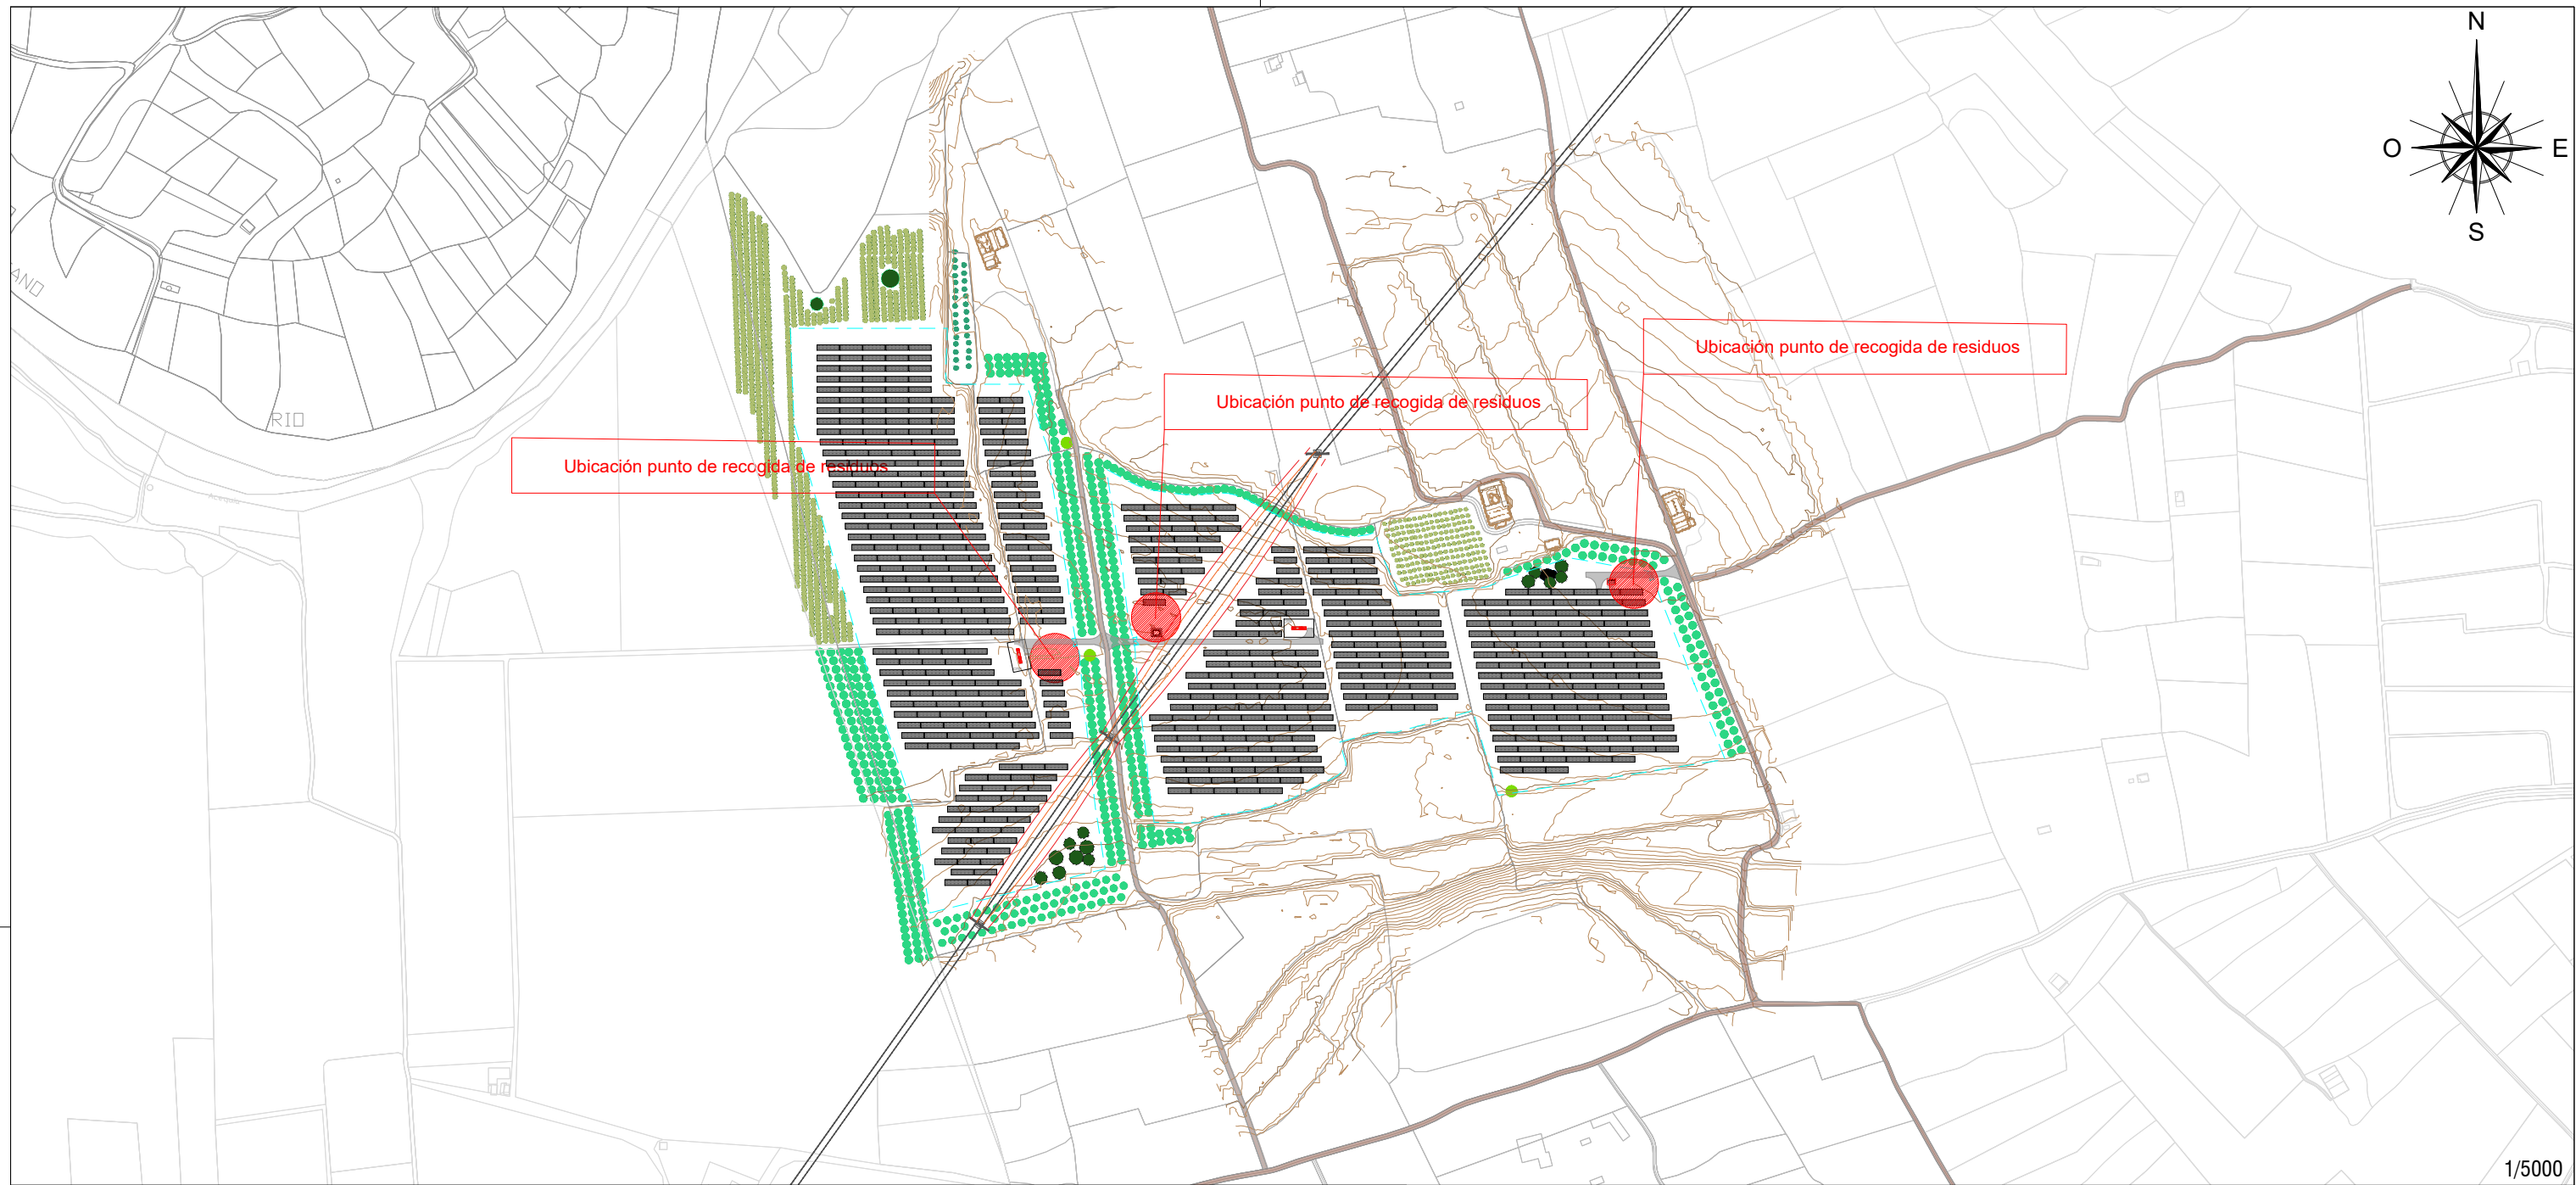 N
O
E
S
ANO
RIO
Ubicación punto de recogida de residuos
Ubicación punto de recogida de residuos
Ubicación punto de recogida de residuos
1/5000